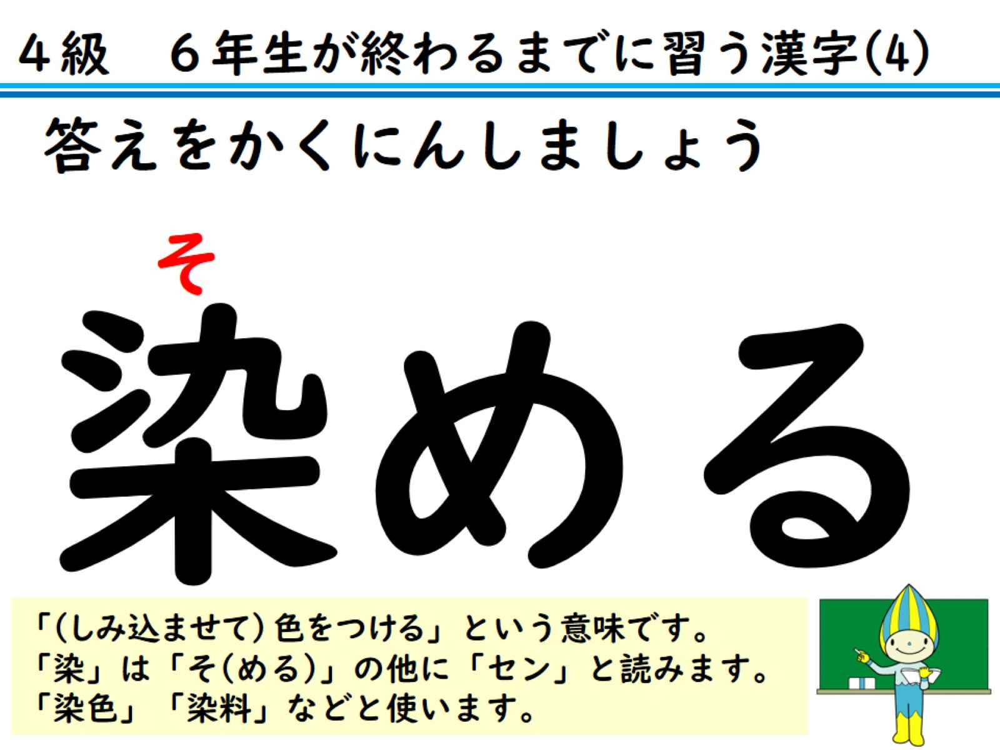 ４級　６年生が終わるまでに習う漢字(4)
答えをかくにんしましょう
そ
染める
「(しみ込ませて)色をつける」という意味です。
「染」は「そ(める)」の他に「セン」と読みます。
「染色」「染料」などと使います。